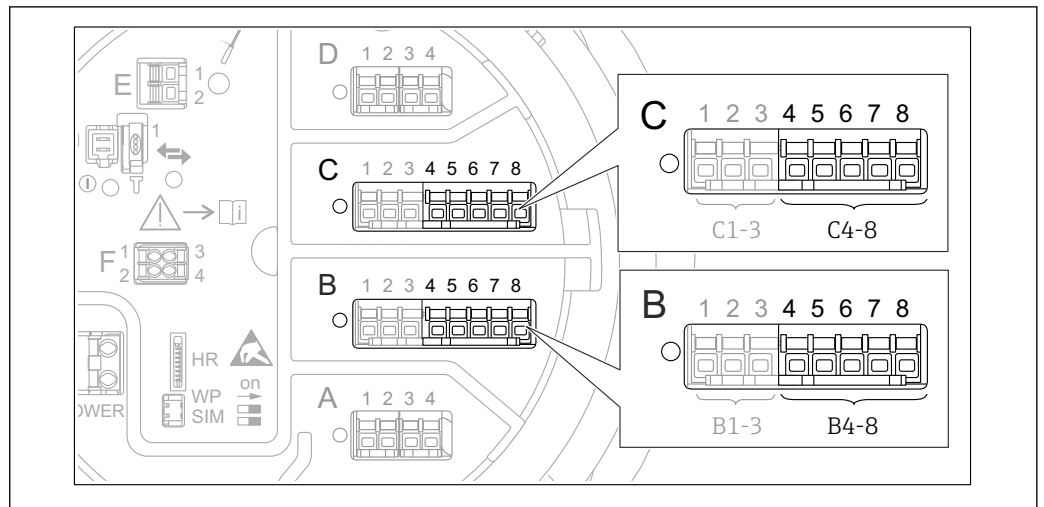 D 1 2 3 4
E 1
2
1
C 1 2 3 4 5 6 7 8
C 1 2 3 4 5 6 7 8
C1-3 C4-8
i
F 1 3
2 4
B 1 2 3 4 5 6 7 8
B 1 2 3 4 5 6 7 8
B1-3 B4-8
HR
on
WP
SIM
OWER
A 1 2 3 4